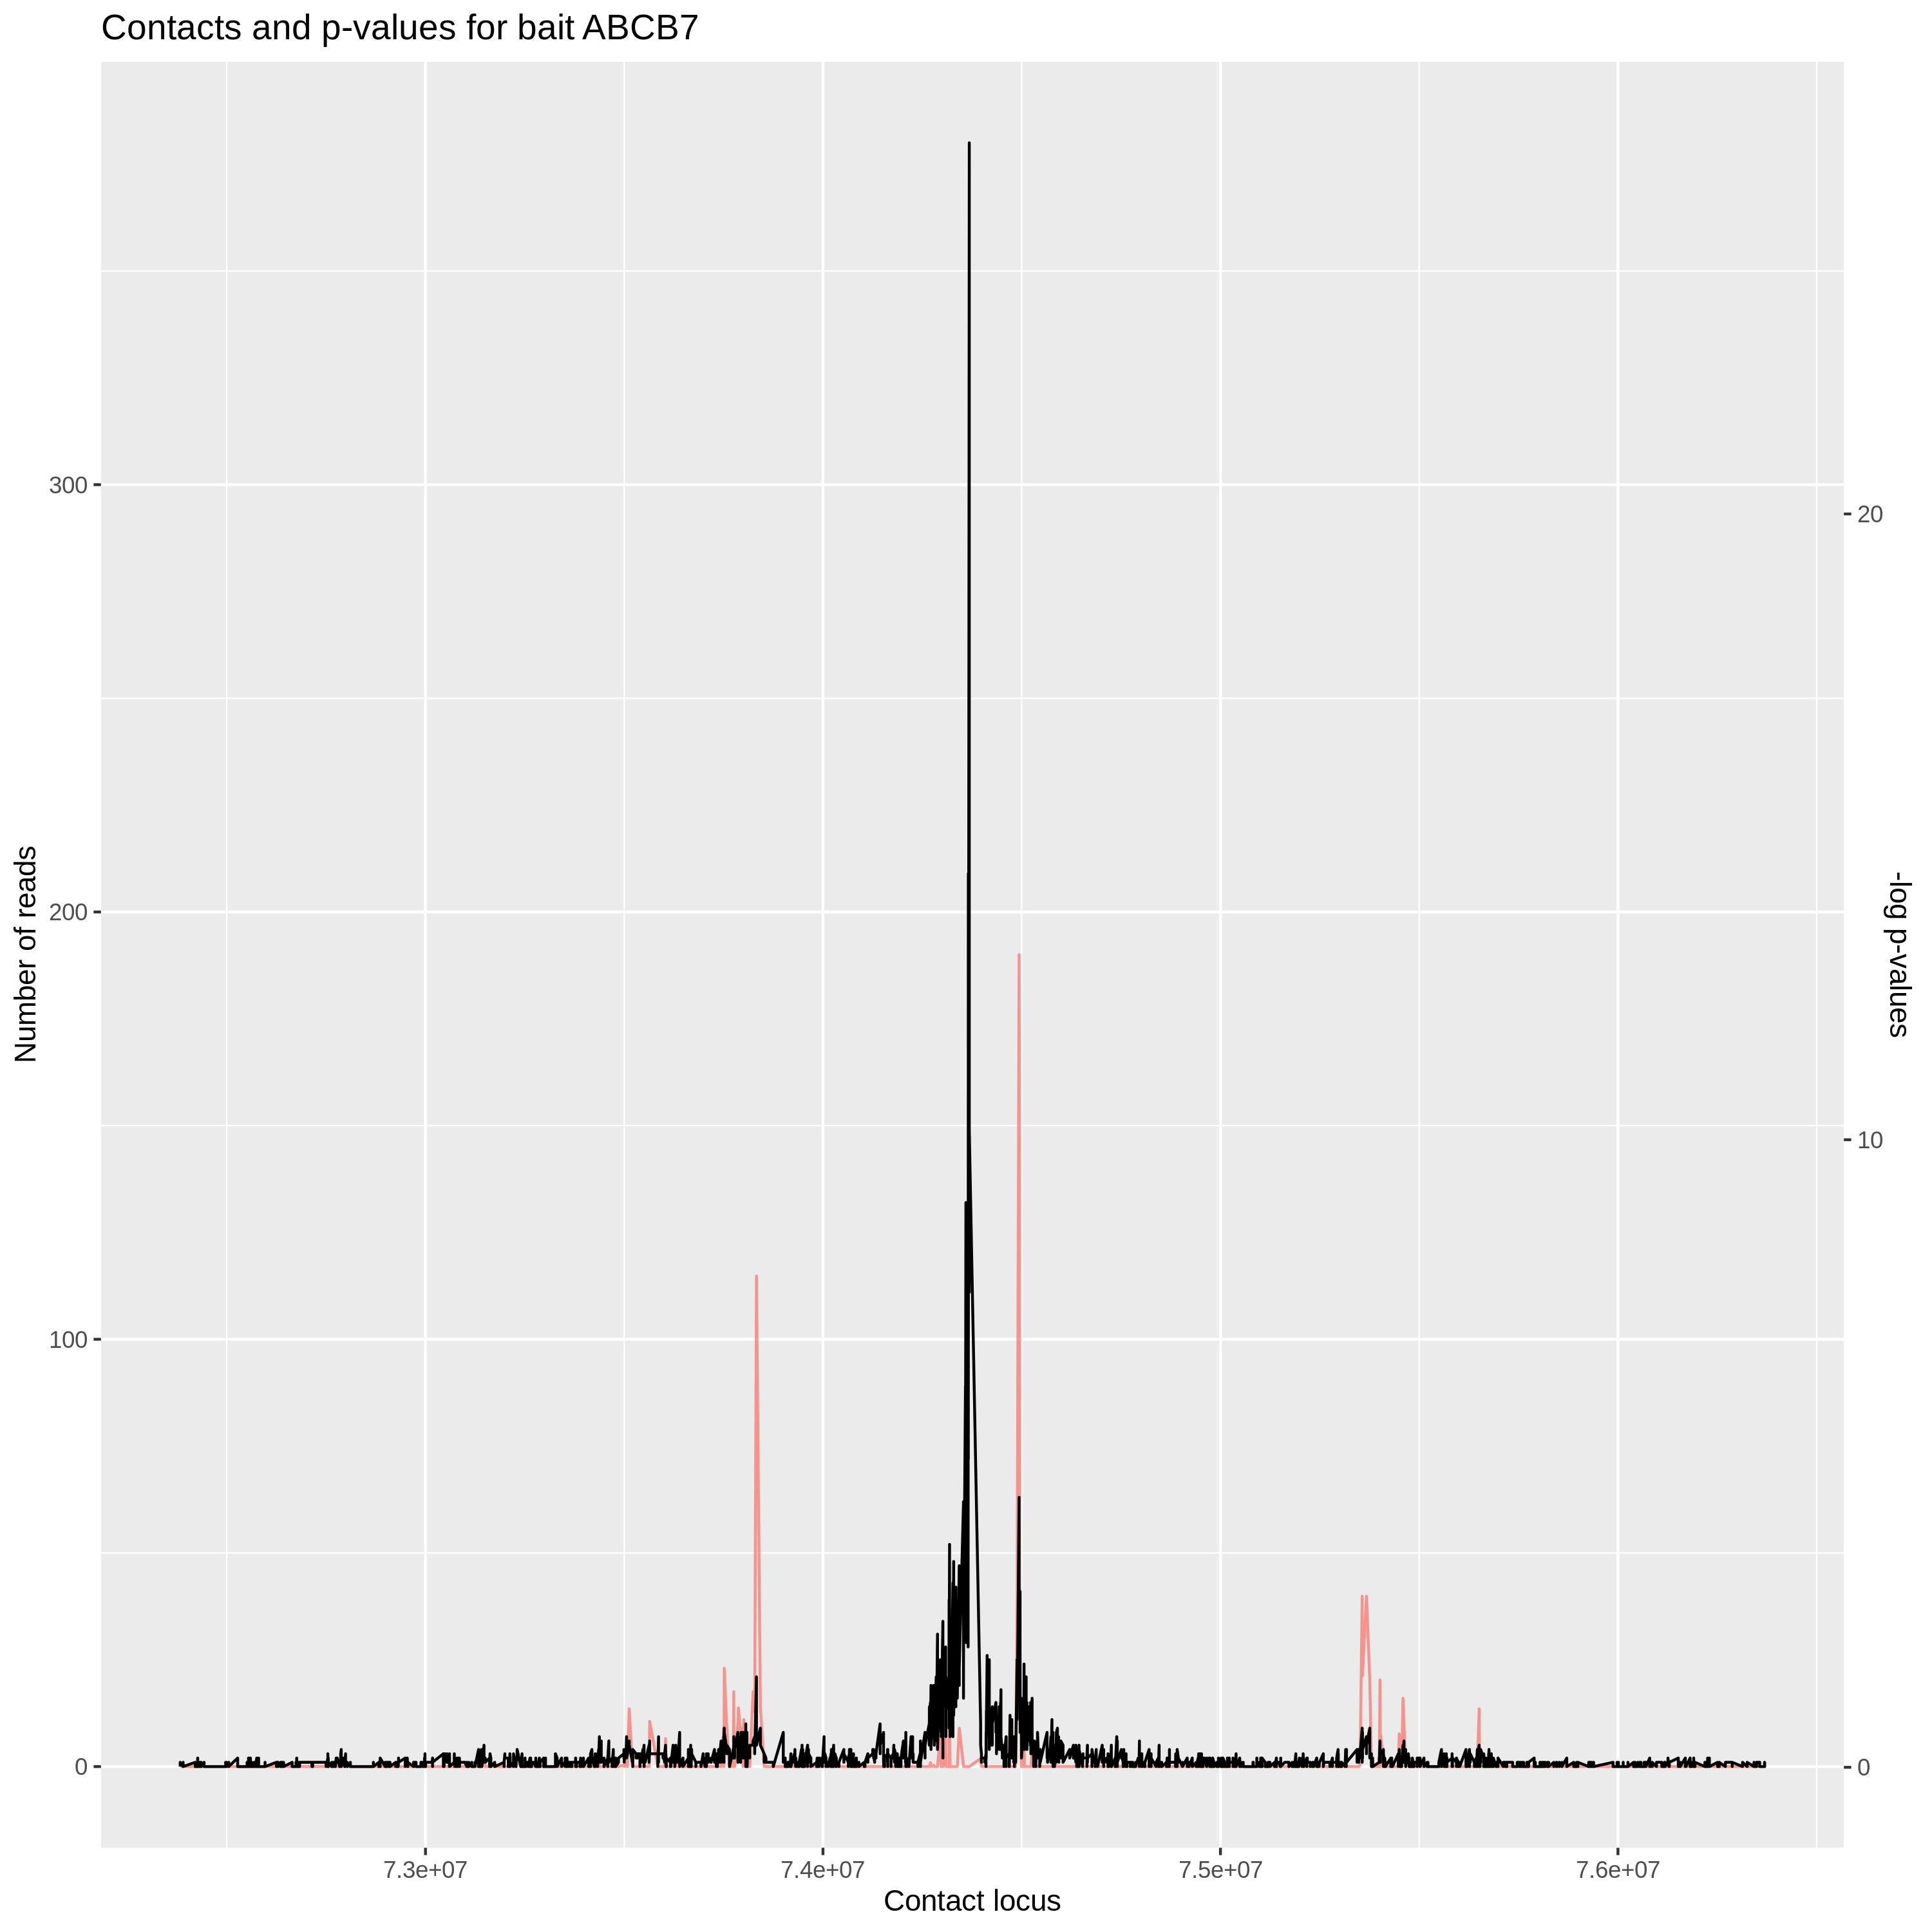 Contacts and p-values for bait ABCB7
Number of reads
300
200
100
0
20
10
0
-log p-values
7.3e+07
7.4e+07
7.5e+07
7.6e+07
Contact locus